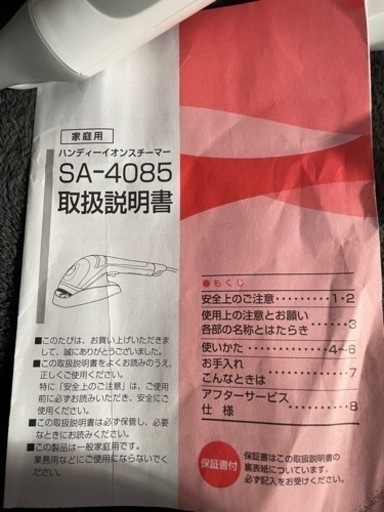 家庭用
ハンディーイオンスチーマー
SA-4085
取扱説明書
■このたびは、お買い上げいただきま
して、誠にありがとうございました。
■この取扱説明書をよくお読みのうえ、
正しくご使用ください。
特に「安全上のご注意」は、ご使用
前に必ずお読みいただき、安全にご
使用ください。
■この取扱説明書は必ず保管し、必要
なときにお読みください。
■この製品は一般家庭用です。
業務用などにご使用にならないでく
ださい。
●もくじ
安全上のご注意·········1・2
使用上の注意とお願い
各部の名称とはたらき······3
使いかた·········4~6
お手入れ
こんなときは·········7
アフターサービス
仕 様·········8
保証書付
保証書はこの取扱説明書の
裏表紙についています。
必ず記入をお受けください。